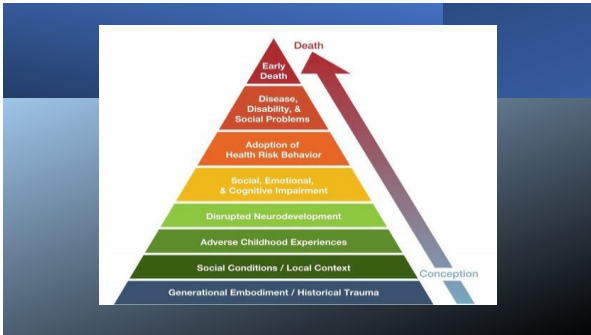 Death
Early
Death
Disease,
Disability, &
Social Problems
Adoption of
Health Risk Behavior
Social, Emotional,
& Cognitive Impairment
Disrupted Neurodevelopment
Adverse Childhood Experiences
Social Conditions / Local Context
Conception
Generational Embodiment / Historical Trauma